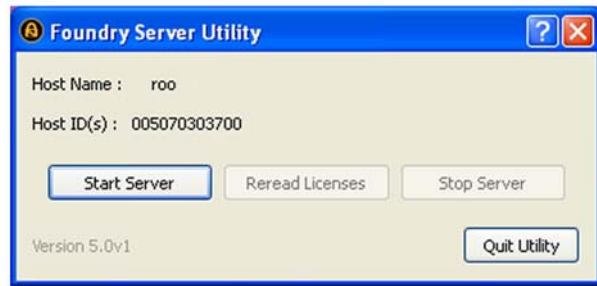 Foundry Server Utility
Host Name : roo
Host ID(s) : 005070303700
Start Server Reread Licenses Stop Server
Version 5.0v1 Quit Utility